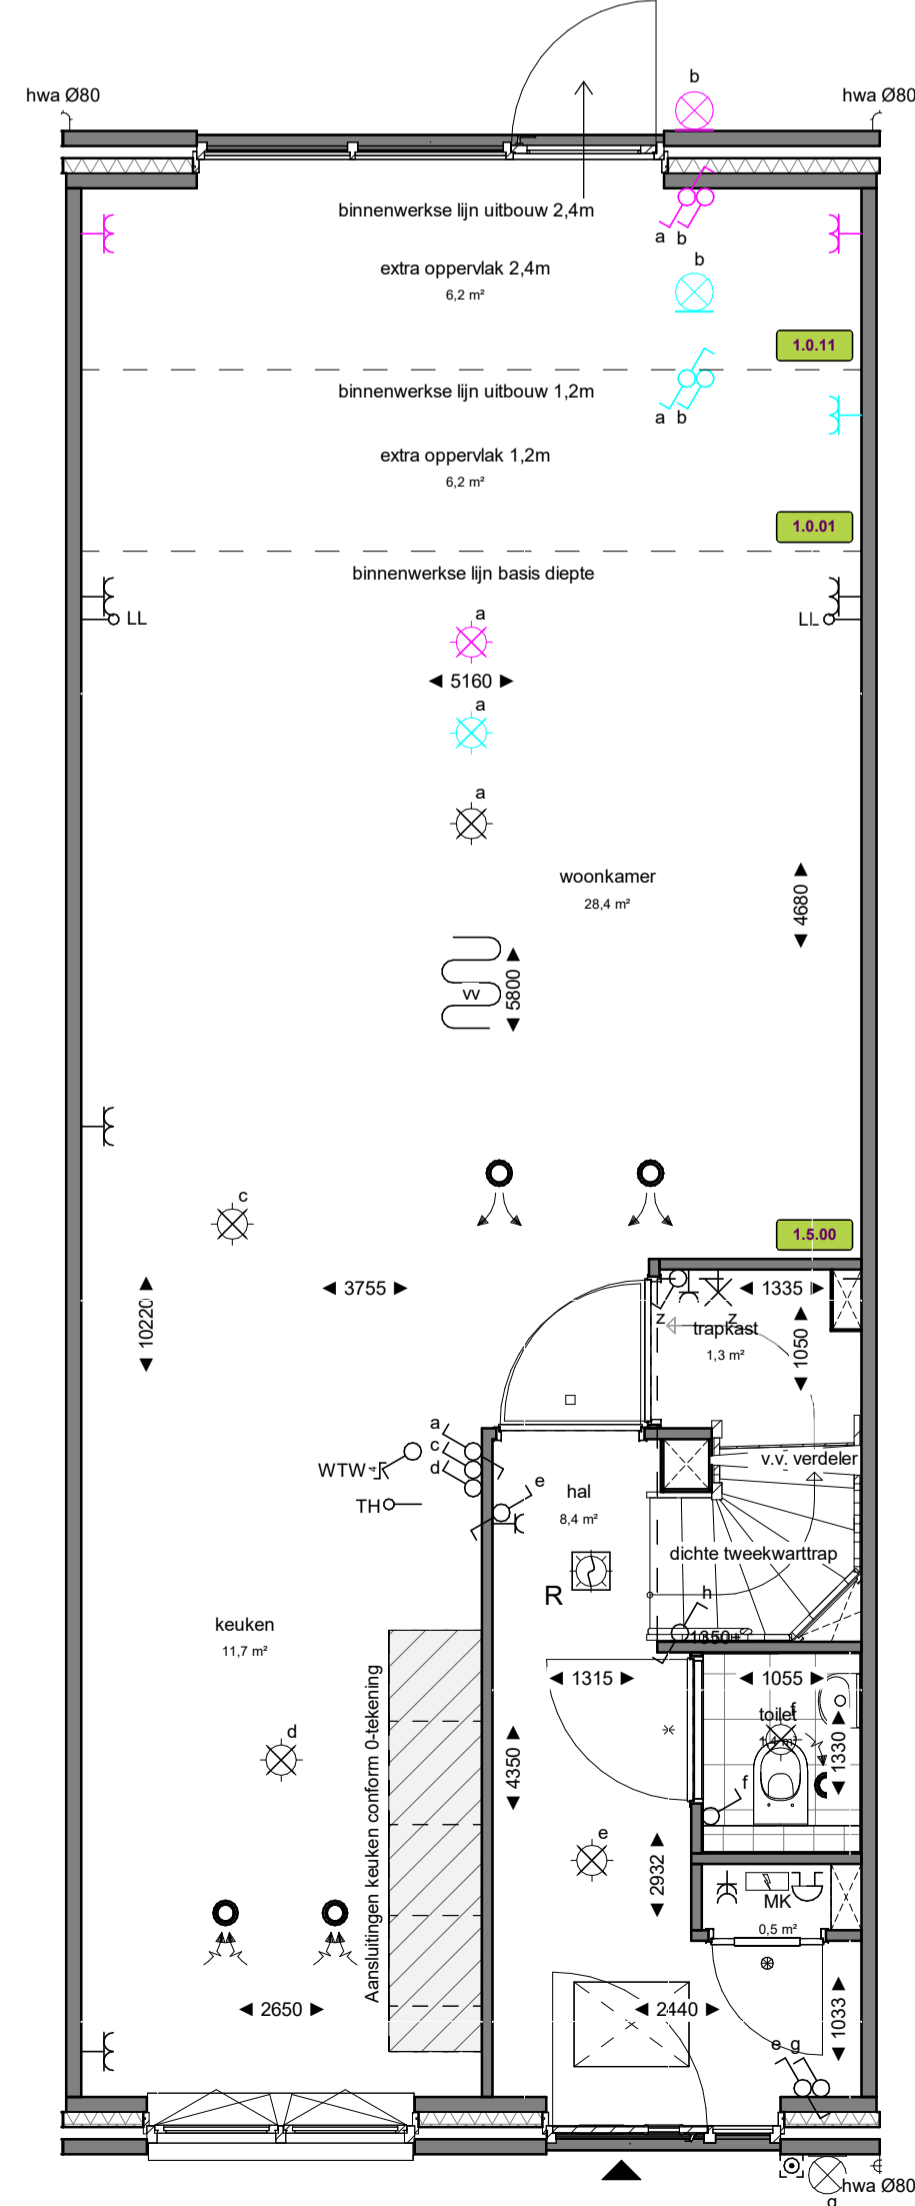 b
hwa Ø80
hwa Ø80
binnenwerkse lijn uitbouw 2,4m
a b
extra oppervlak 2,4m
6,2 m²
b
1.0.11
binnenwerkse lijn uitbouw 1,2m
a b
extra oppervlak 1,2m
6,2 m²
1.0.01
binnenwerkse lijn basis diepte
LL
LL
a
5160
a
a
woonkamer
28,4 m²
4680
vv
5800
c
1.5.00
3755
1335
10220
z
z
trapkast
1,3 m²
1050
a
c
d
WTW
4
TH
e
v.v. verdeler
hal
8,4 m²
dichte tweekwarttrap
R
h
1350+
keuken
11,7 m²
Aansluitingen keuken conform 0-tekening
1315
1055
toilet
f
1330
4350
d
f
e
2932
MK
0,5 m²
2650
2440
1033
e g
hwa Ø80
g